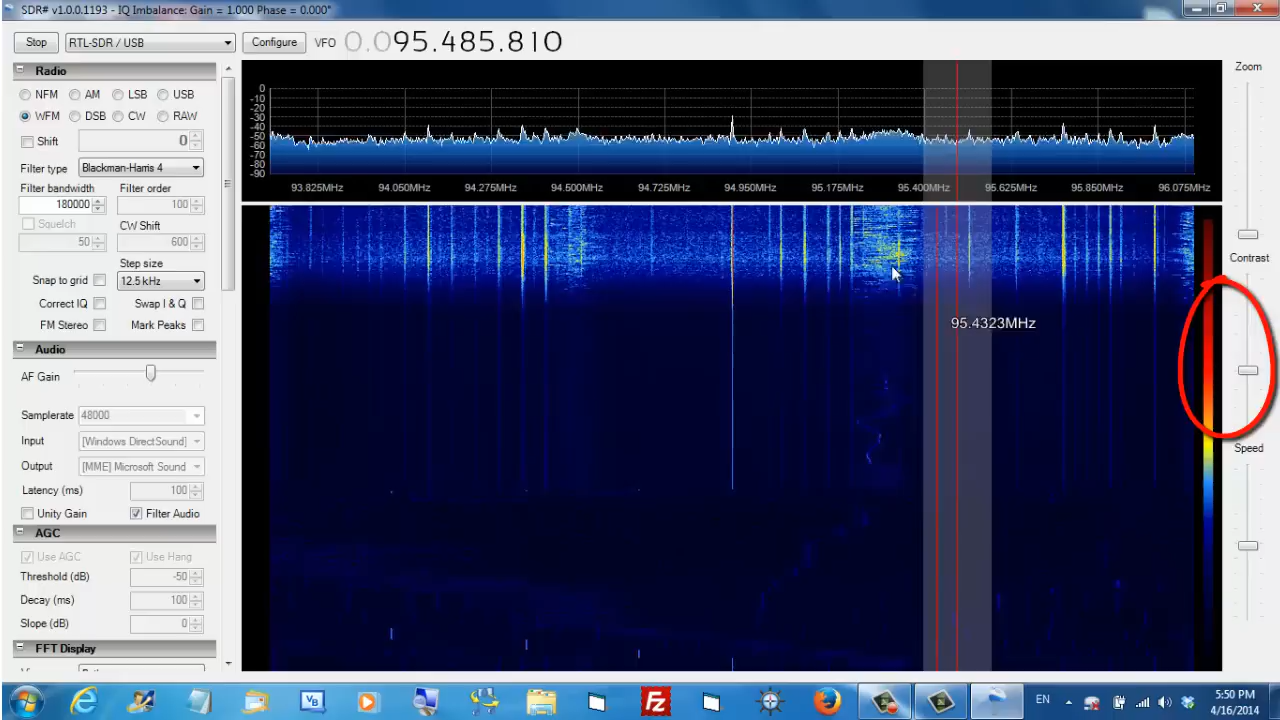 SDR# v1.0.0.1193 - IQ Imbalance: Gain = 1.000 Phase = 0.000°
Stop RTL-SDR / USB Configure VFO 0.095.485.810
Radio
NFM AM LSB USB
WFM DSB CW RAW
Shift 0
Filter type Blackman-Harris 4
Filter bandwidth Filter order
180000 100
Squelch CW Shift
50 600
Step size
Snap to grid 12.5 kHz
Correct IQ Swap I & Q
FM Stereo Mark Peaks
Audio
AF Gain
Samplerate 48000
Input [Windows DirectSound]
Output [MME] Microsoft Sound
Latency (ms) 100
Unity Gain Filter Audio
AGC
Use AGC Use Hang
Threshold (dB) -50
Decay (ms) 100
Slope (dB) 0
FFT Display
0
-10
-20
-30
-40
-50
-60
-70
-80
-90
93.825MHz 94.050MHz 94.275MHz 94.500MHz 94.725MHz 94.950MHz 95.175MHz 95.400MHz 95.625MHz 95.850MHz 96.075MHz
95.4323MHz
Zoom
Contrast
Speed
VB
Fz
EN
5:50 PM
4/16/2014